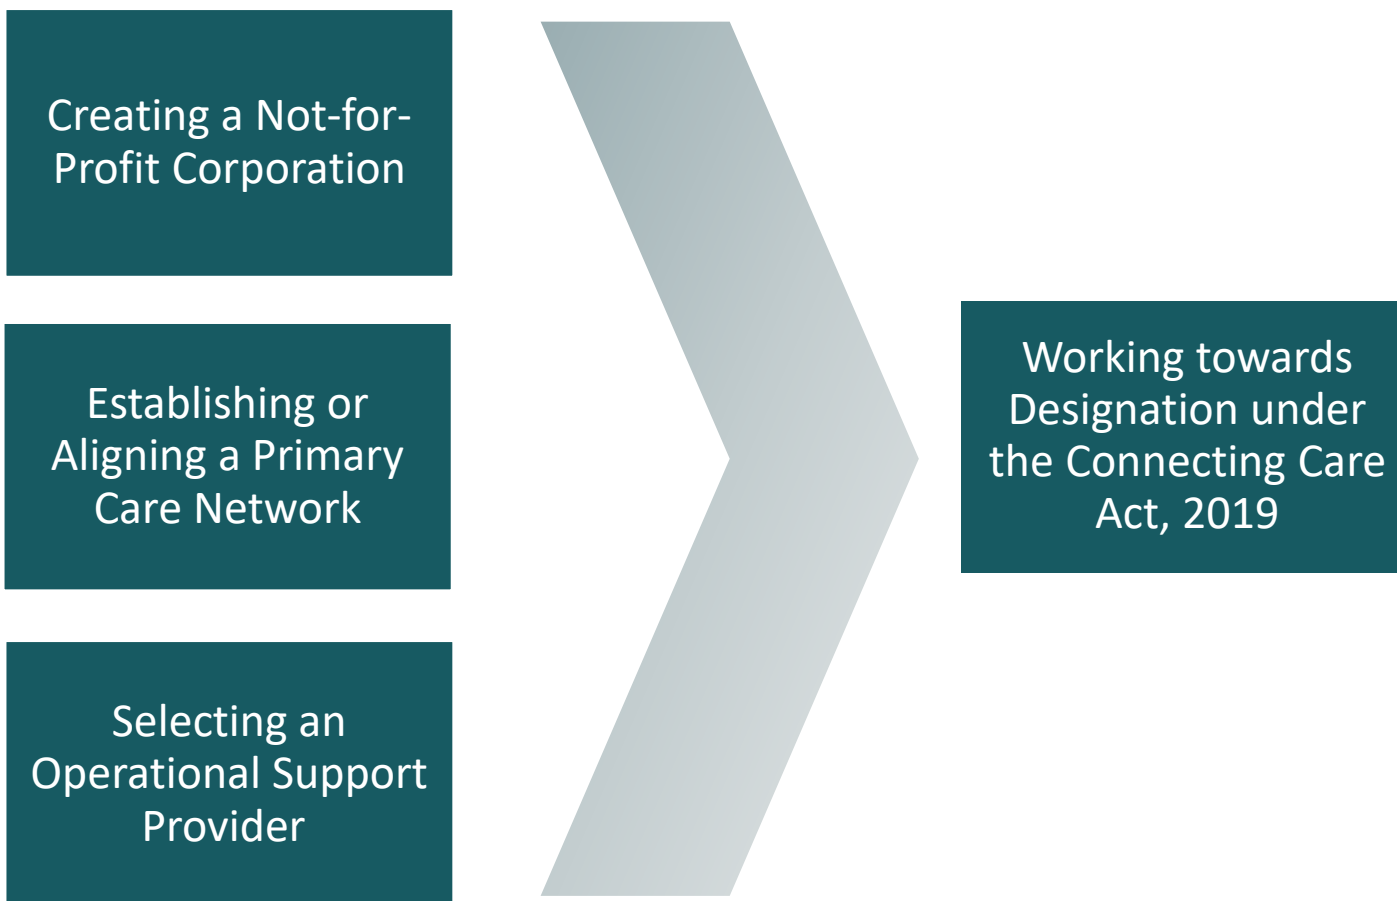 Creating a Not-for-
Profit Corporation
Establishing or
Aligning a Primary
Care Network
Selecting an
Operational Support
Provider
Working towards
Designation under
the Connecting Care
Act, 2019